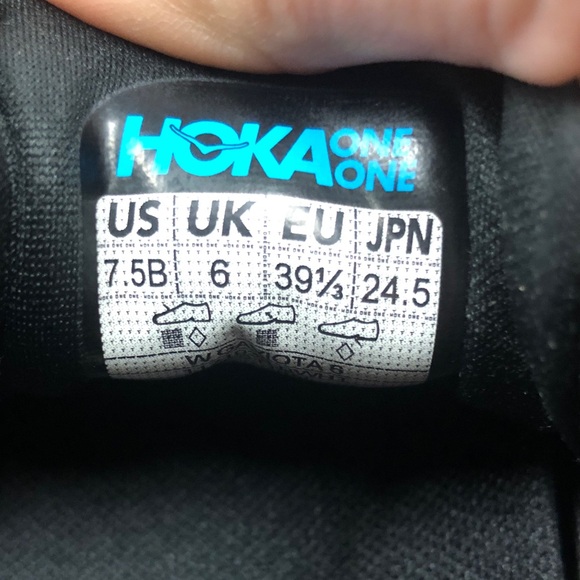 HOKA ONE ONE
US UK EU JPN
7.5B 6 39⅓ 24.5